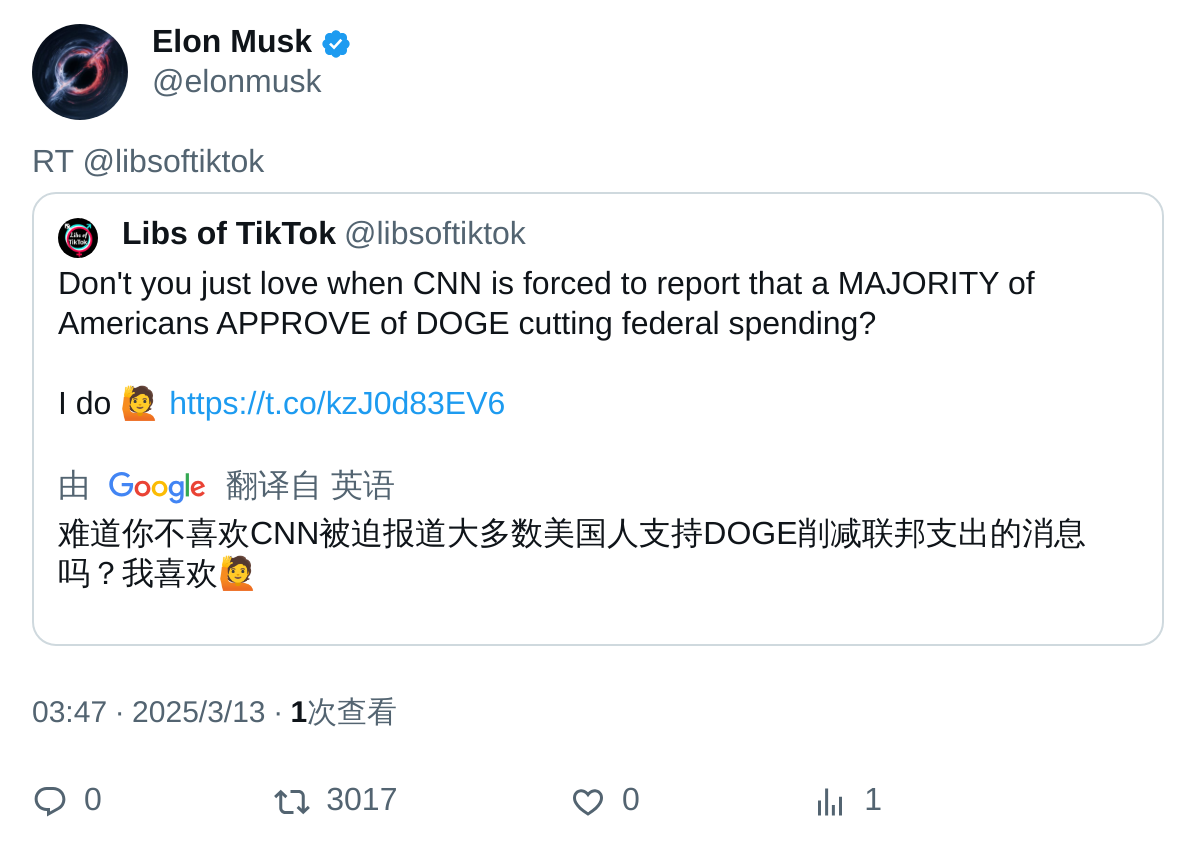 Elon Musk
@elonmusk
RT @libsoftiktok
Libs of TikTok
Libs of TikTok @libsoftiktok
Don't you just love when CNN is forced to report that a MAJORITY of
Americans APPROVE of DOGE cutting federal spending?
I do 🙋 https://t.co/kzJ0d83EV6
由 Google 翻译自 英语
难道你不喜欢CNN被迫报道大多数美国人支持DOGE削减联邦支出的消息
吗？我喜欢🙋
03:47 · 2025/3/13 · 1次查看
0 3017 0 1